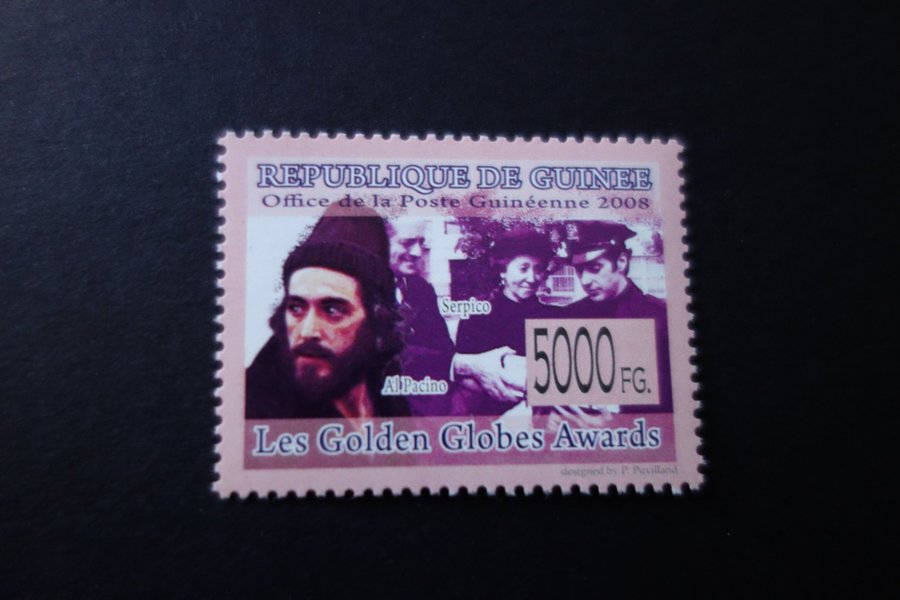 REPUBLIQUE DE GUINEE
Office de la Poste Guinéenne 2008
Serpico
5000 FG.
Al Pacino
Les Golden Globes Awards
designed by P. Puvilland